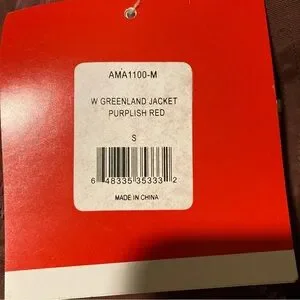 AMA1100-M
W GREENLAND JACKET
PURPLISH RED
S
6 48335 35333 2
MADE IN CHINA